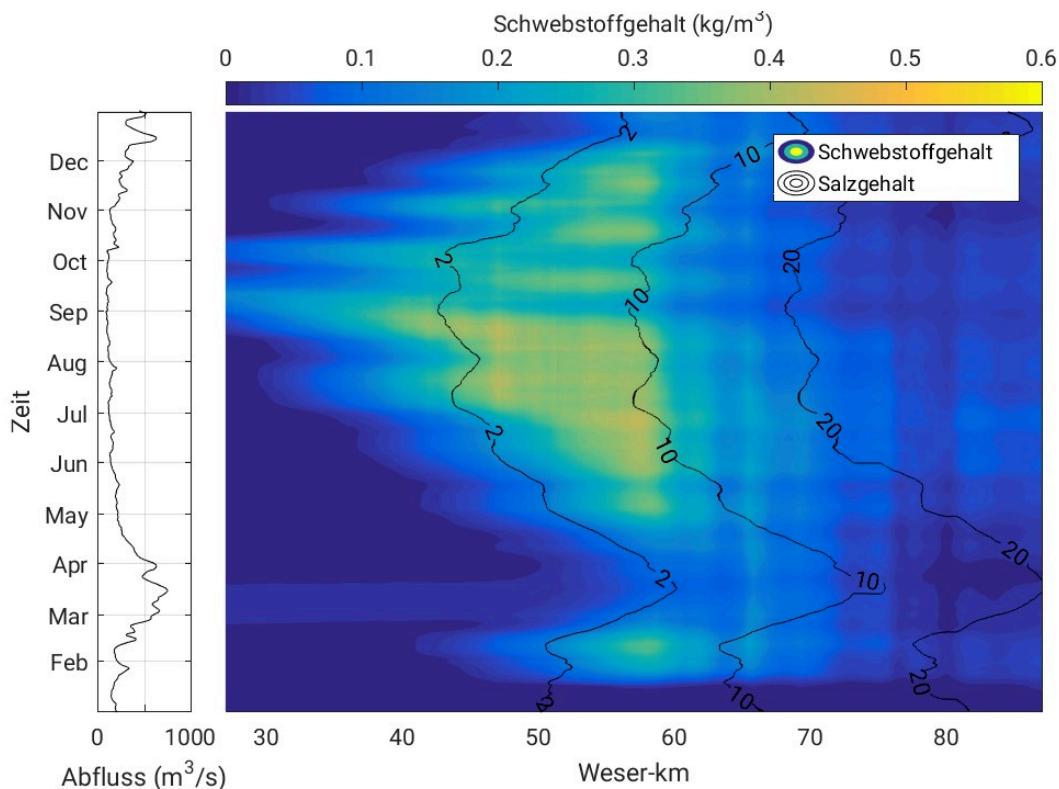 Schwebstoffgehalt (kg/m³)
0 0.1 0.2 0.3 0.4 0.5 0.6
Schwebstoffgehalt
Salzgehalt
Zeit
Dec
Nov
Oct
Sep
Aug
Jul
Jun
May
Apr
Mar
Feb
2
10
2
20
10
2
20
10
20
2
10
2
10
20
0 1000
30 40 50 60 70 80
Abfluss (m³/s)
Weser-km